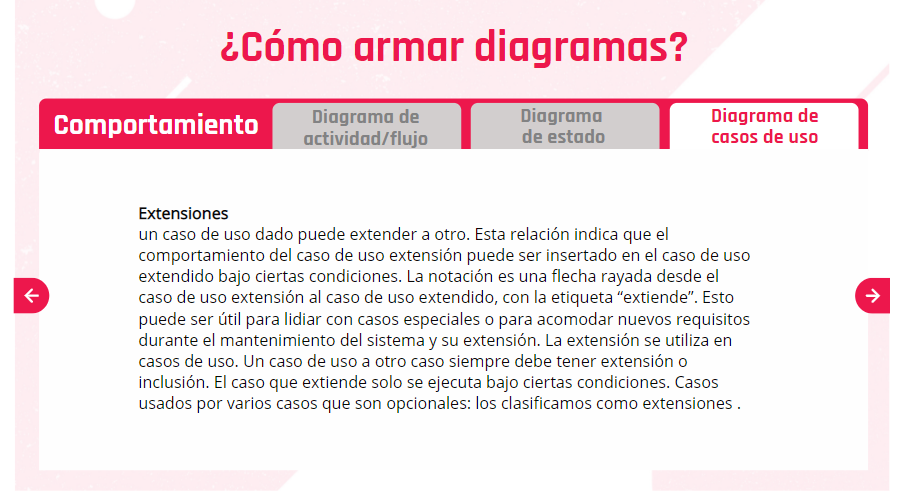 ¿Cómo armar diagramas?
Comportamiento
Diagrama de
actividad/flujo
Diagrama
de estado
Diagrama de
casos de uso
Extensiones
un caso de uso dado puede extender a otro. Esta relación indica que el
comportamiento del caso de uso extensión puede ser insertado en el caso de uso
extendido bajo ciertas condiciones. La notación es una flecha rayada desde el
caso de uso extensión al caso de uso extendido, con la etiqueta “extiende”. Esto
puede ser útil para lidiar con casos especiales o para acomodar nuevos requisitos
durante el mantenimiento del sistema y su extensión. La extensión se utiliza en
casos de uso. Un caso de uso a otro caso siempre debe tener extensión o
inclusión. El caso que extiende solo se ejecuta bajo ciertas condiciones. Casos
usados por varios casos que son opcionales: los clasificamos como extensiones .